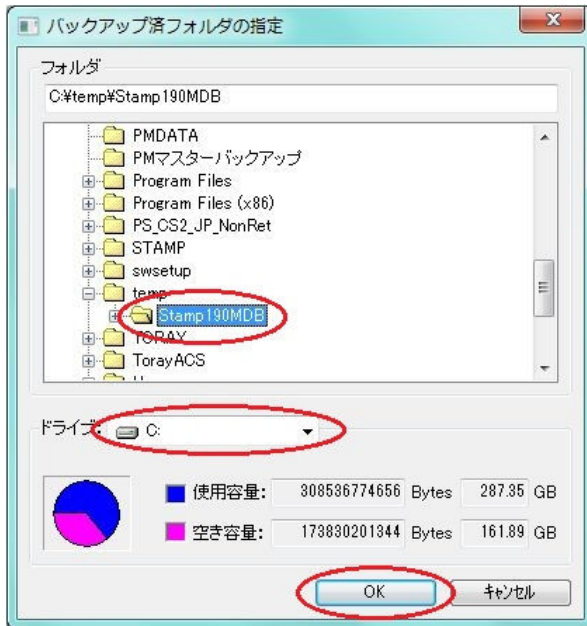 バックアップ済フォルダの指定
フォルダ
C:¥temp¥Stamp190MDB
PMDATA
PMマスターバックアップ
Program Files
Program Files (x86)
PS_CS2_JP_NonRet
STAMP
swsetup
temp
Stamp190MDB
TORAY
TorayACS
ドライブ: C:
使用容量: 308536774656 Bytes 287.35 GB
空き容量: 173830201344 Bytes 161.89 GB
OK キャンセル